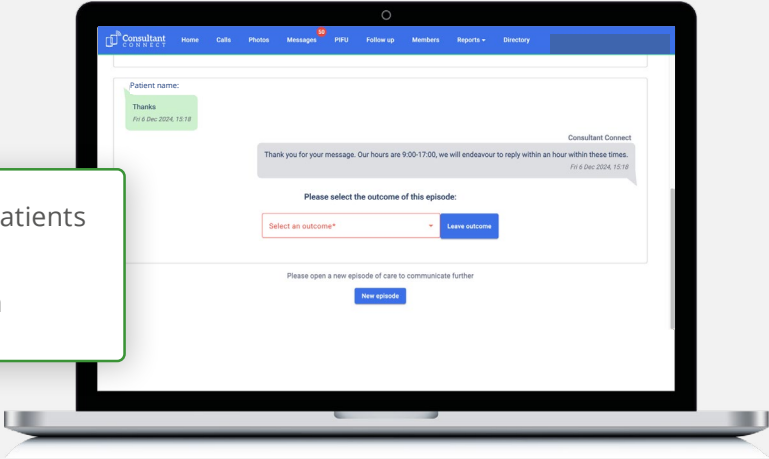 Consultant
CONNECT
Home Calls Photos Messages 50 PIFU Follow up Members Reports Directory
Patient name:
Thanks
Fri 6 Dec 2024, 15:18
Consultant Connect
Thank you for your message. Our hours are 9:00-17:00, we will endeavour to reply within an hour within these times.
Fri 6 Dec 2024, 15:18
Please select the outcome of this episode:
Select an outcome*
Leave outcome
Please open a new episode of care to communicate further
New episode